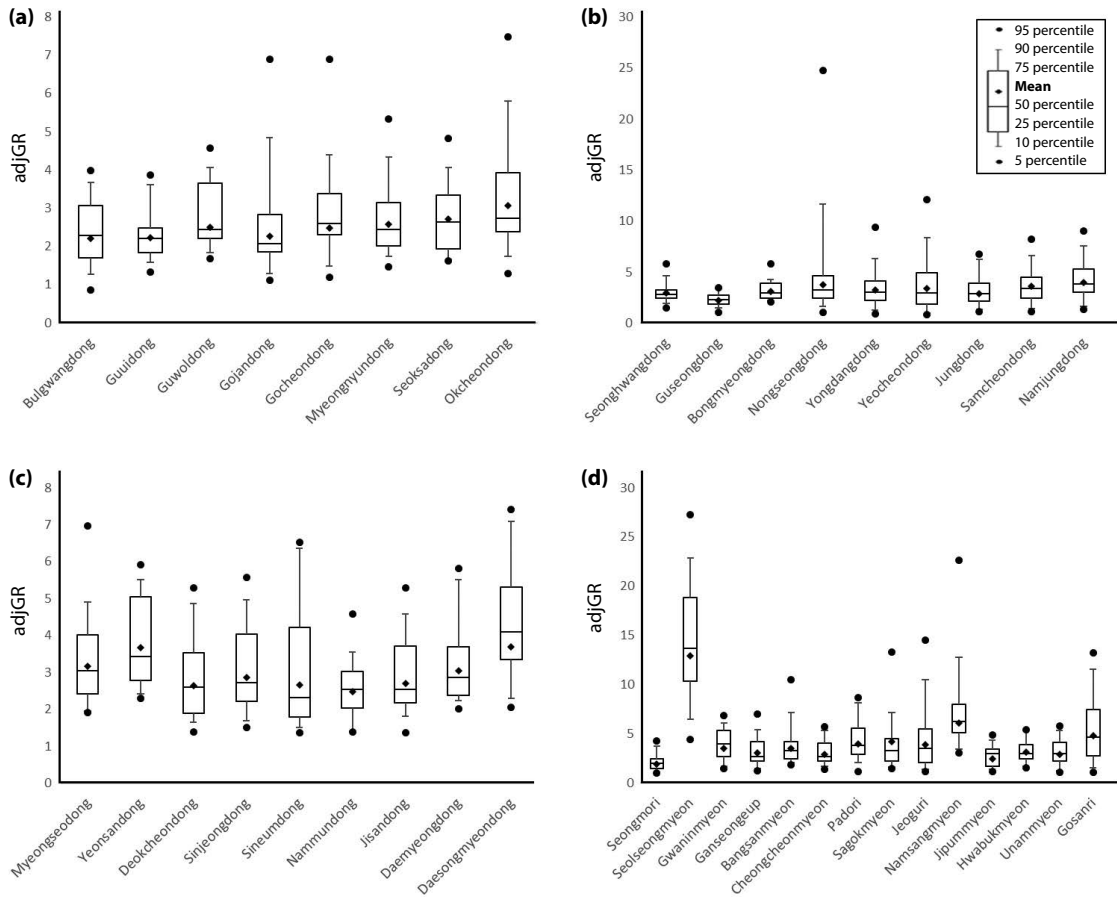 (a)
8
7
6
5
4
3
2
1
0
adjGR
Bulgwangdong
Guuidong
Guwoldong
Gojandong
Gocheondong
Myeongnyundong
Seoksadong
Okcheondong
(b)
30
25
20
15
10
5
0
adjGR
95 percentile
90 percentile
75 percentile
Mean
50 percentile
25 percentile
10 percentile
5 percentile
Seonghwangdong
Guseongdong
Bongmyeongdong
Nongseongdong
Yongdangdong
Yeocheondong
Jungdong
Samcheondong
Namjungdong
(c)
8
7
6
5
4
3
2
1
0
adjGR
Myeongseodong
Yeonsandong
Deokcheondong
Sinjeongdong
Sineumdong
Nammundong
Jisandong
Daemyeongdong
Daesongmyeondong
(d)
30
25
20
15
10
5
0
adjGR
Seongmori
Seolseongmyeon
Gwaninmyeon
Ganseongeup
Bangsanmyeon
Cheongcheonmyeon
Padori
Sagokmyeon
Jeoguri
Namsangmyeon
Jipummyeon
Hwabukmyeon
Unammyeon
Gosanri